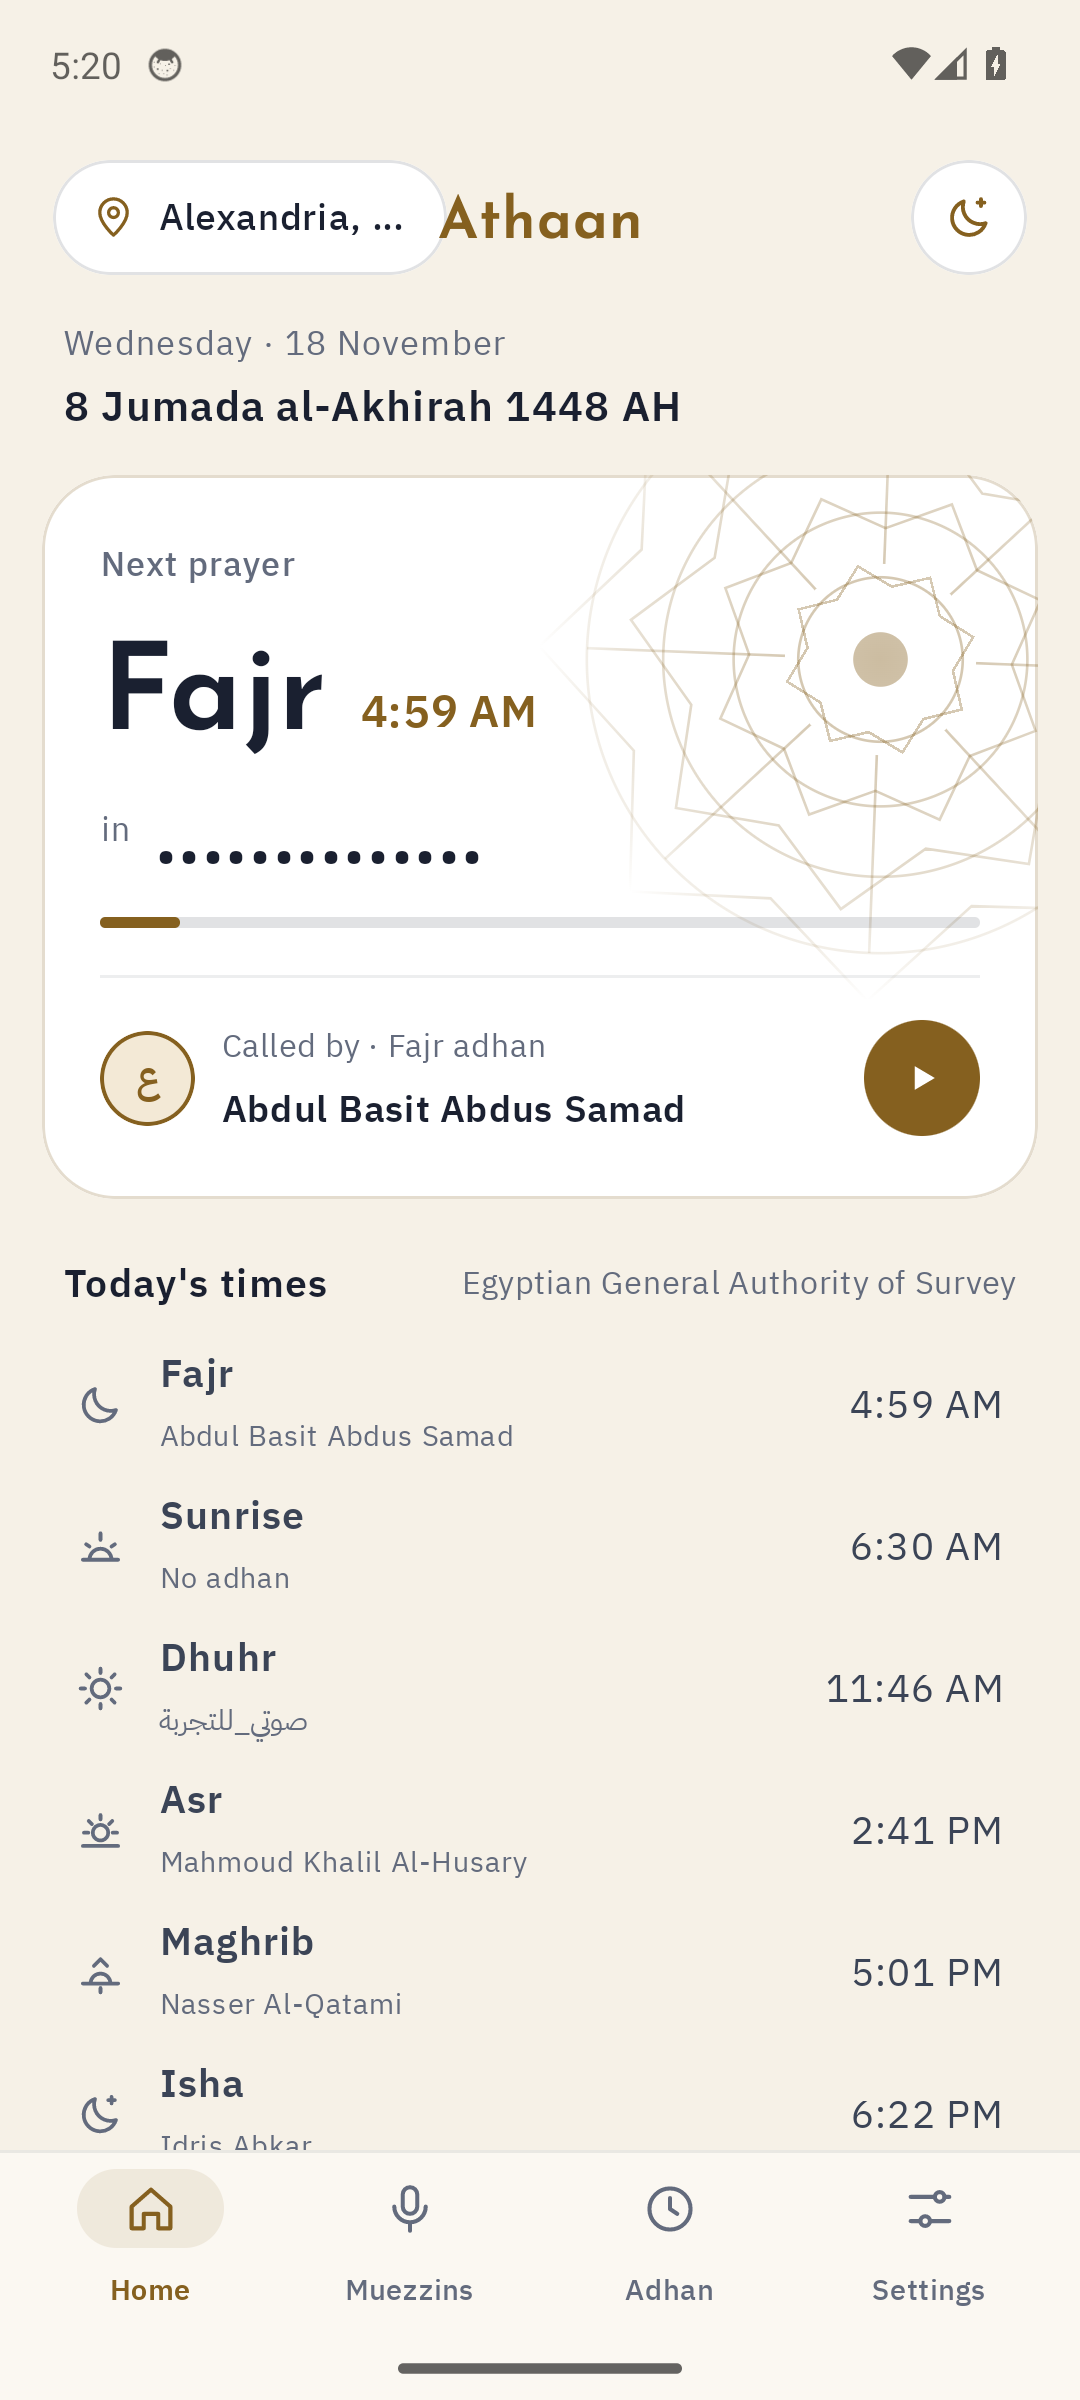 5:20
Alexandria, ...
Athaan
Wednesday · 18 November
8 Jumada al-Akhirah 1448 AH
Next prayer
Fajr 4:59 AM
in ..............
ع
Called by · Fajr adhan
Abdul Basit Abdus Samad
Today's times
Egyptian General Authority of Survey
Fajr
4:59 AM
Abdul Basit Abdus Samad
Sunrise
6:30 AM
No adhan
Dhuhr
11:46 AM
صوتي_للتجربة
Asr
2:41 PM
Mahmoud Khalil Al-Husary
Maghrib
5:01 PM
Nasser Al-Qatami
Isha
6:22 PM
Idris Abkar
Home
Muezzins
Adhan
Settings